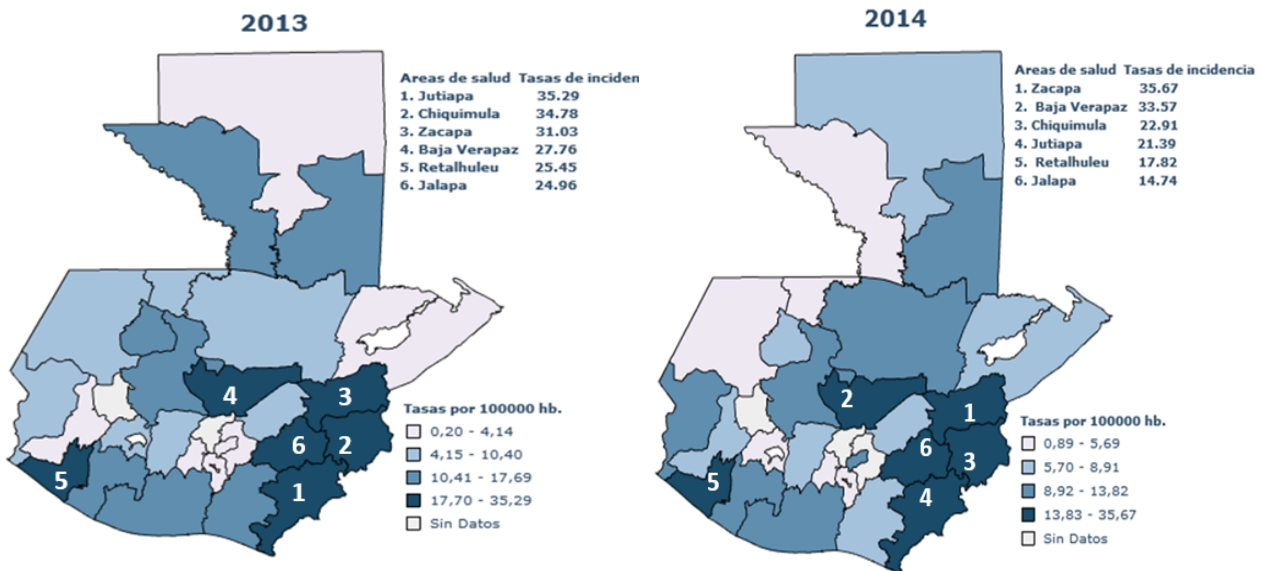 2013
Areas de salud Tasas de inciden
1. Jutiapa 35.29
2. Chiquimula 34.78
3. Zacapa 31.03
4. Baja Verapaz 27.76
5. Retalhuleu 25.45
6. Jalapa 24.96
4
3
6
2
5
1
Tasas por 100000 hb.
0,20 - 4,14
4,15 - 10,40
10,41 - 17,69
17,70 - 35,29
Sin Datos
2014
Areas de salud Tasas de incidencia
1. Zacapa 35.67
2. Baja Verapaz 33.57
3. Chiquimula 22.91
4. Jutiapa 21.39
5. Retalhuleu 17.82
6. Jalapa 14.74
2
1
6
3
5
4
Tasas por 100000 hb.
0,89 - 5,69
5,70 - 8,91
8,92 - 13,82
13,83 - 35,67
Sin Datos